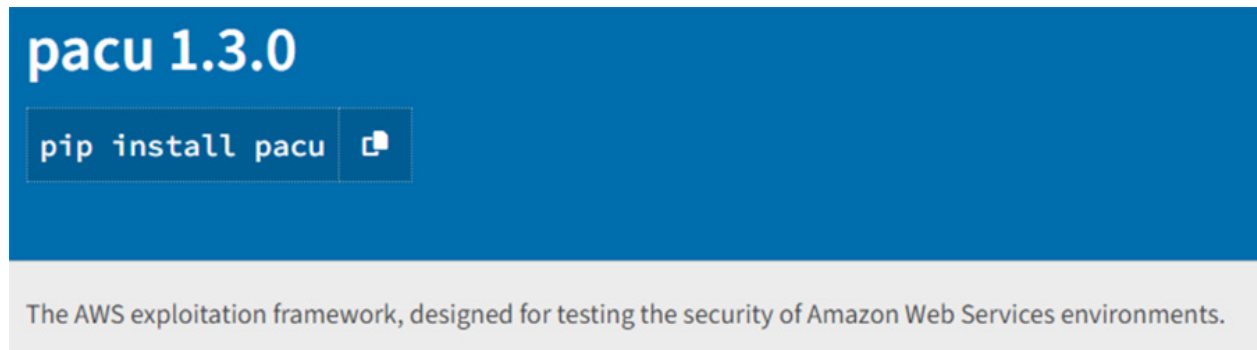 pacu 1.3.0
pip install pacu
The AWS exploitation framework, designed for testing the security of Amazon Web Services environments.